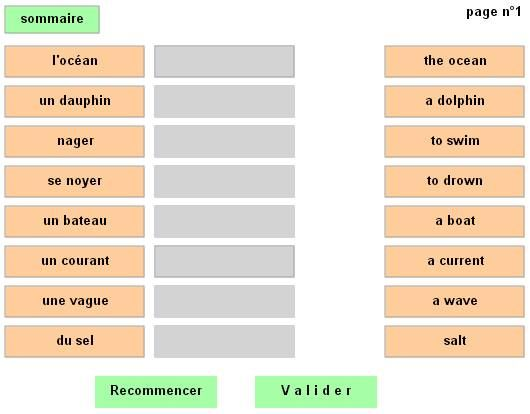 sommaire
page n°1
l'océan the ocean
un dauphin a dolphin
nager to swim
se noyer to drown
un bateau a boat
un courant a current
une vague a wave
du sel salt
Recommencer V a l i d e r